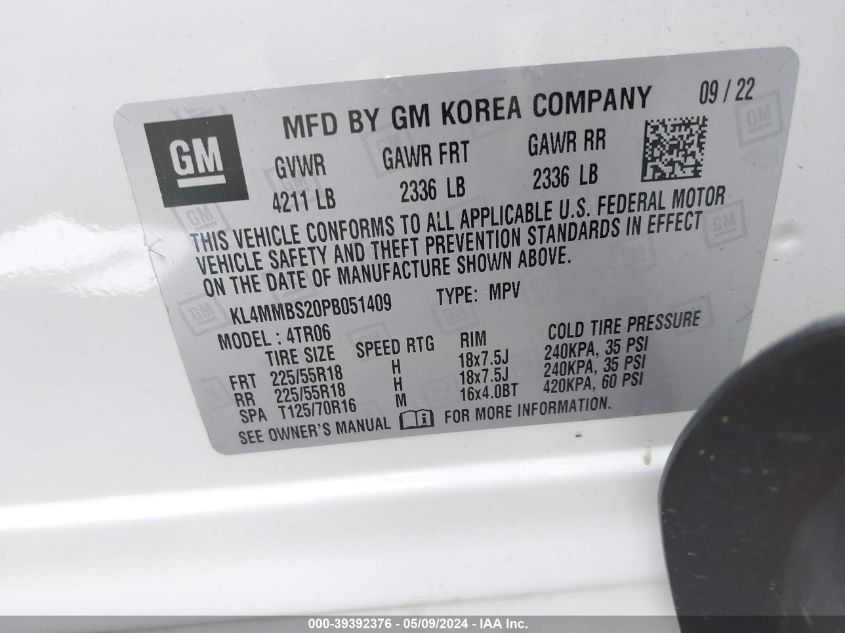 GM
MFD BY GM KOREA COMPANY 09 / 22
GVWR GAWR FRT GAWR RR
4211 LB 2336 LB 2336 LB
THIS VEHICLE CONFORMS TO ALL APPLICABLE U.S. FEDERAL MOTOR
VEHICLE SAFETY AND THEFT PREVENTION STANDARDS IN EFFECT
ON THE DATE OF MANUFACTURE SHOWN ABOVE.
KL4MMBS20PB051409 TYPE: MPV
MODEL : 4TR06
TIRE SIZE SPEED RTG RIM COLD TIRE PRESSURE
FRT 225/55R18 H 18x7.5J 240KPA, 35 PSI
RR 225/55R18 H 18x7.5J 240KPA, 35 PSI
SPA T125/70R16 M 16x4.0BT 420KPA, 60 PSI
SEE OWNER'S MANUAL FOR MORE INFORMATION.
000-39392376 - 05/09/2024 - IAA Inc.